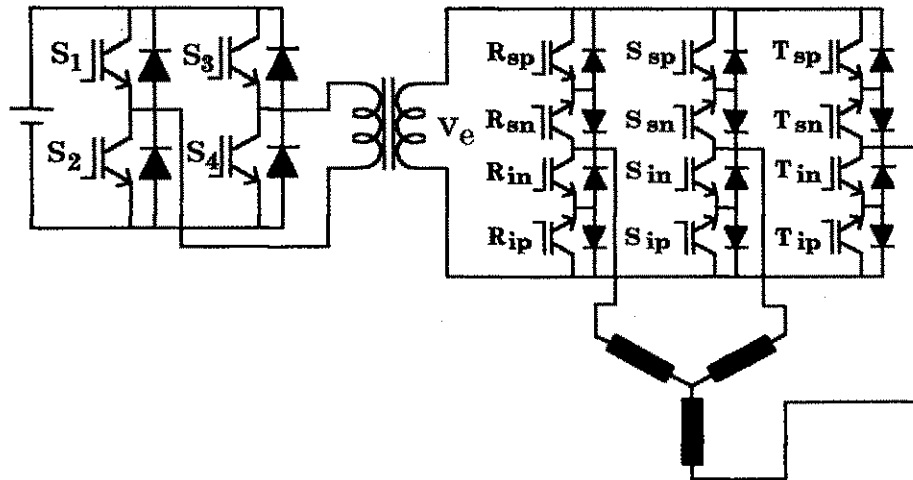 S1 S3
S2 S4
Ve
Rsp Ssp Tsp
Rsn Ssn Tsn
Rin Sin Tin
Rip Sip Tip